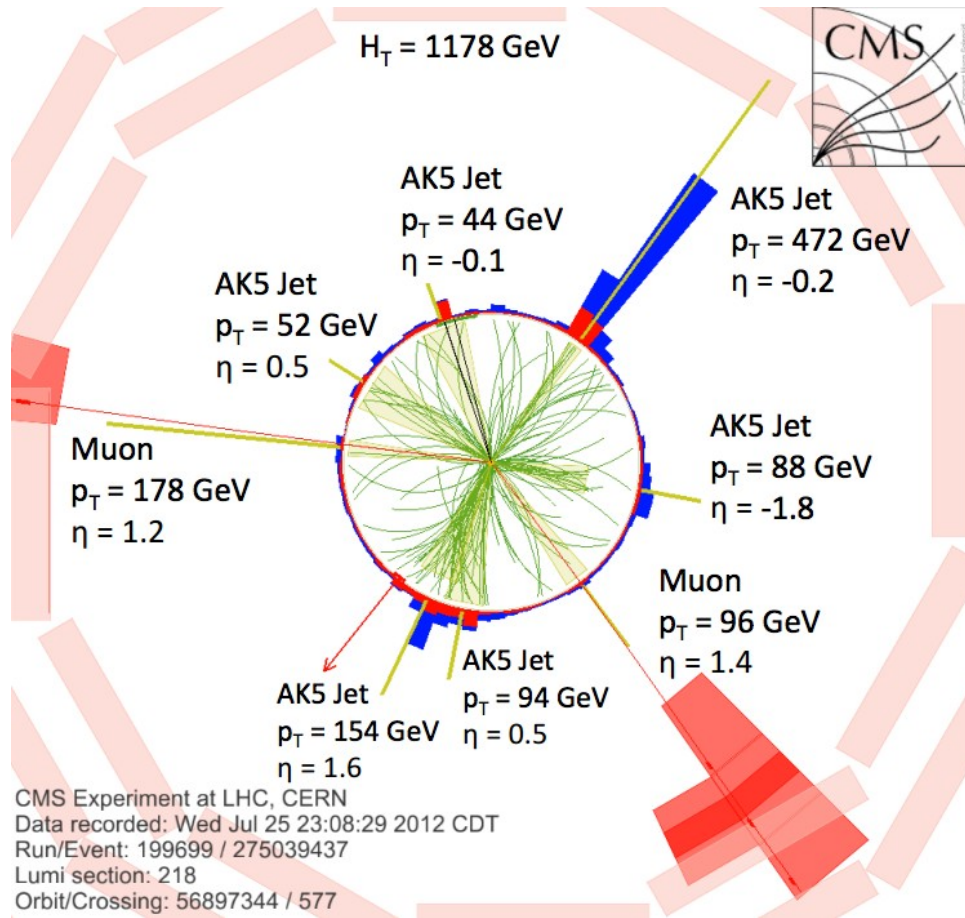 H_T = 1178 GeV
CMS
AK5 Jet
p_T = 44 GeV
η = -0.1
AK5 Jet
p_T = 472 GeV
η = -0.2
AK5 Jet
p_T = 52 GeV
η = 0.5
Muon
p_T = 178 GeV
η = 1.2
AK5 Jet
p_T = 88 GeV
η = -1.8
Muon
p_T = 96 GeV
η = 1.4
AK5 Jet
p_T = 94 GeV
η = 0.5
AK5 Jet
p_T = 154 GeV
η = 1.6
CMS Experiment at LHC, CERN
Data recorded: Wed Jul 25 23:08:29 2012 CDT
Run/Event: 199699 / 275039437
Lumi section: 218
Orbit/Crossing: 56897344 / 577